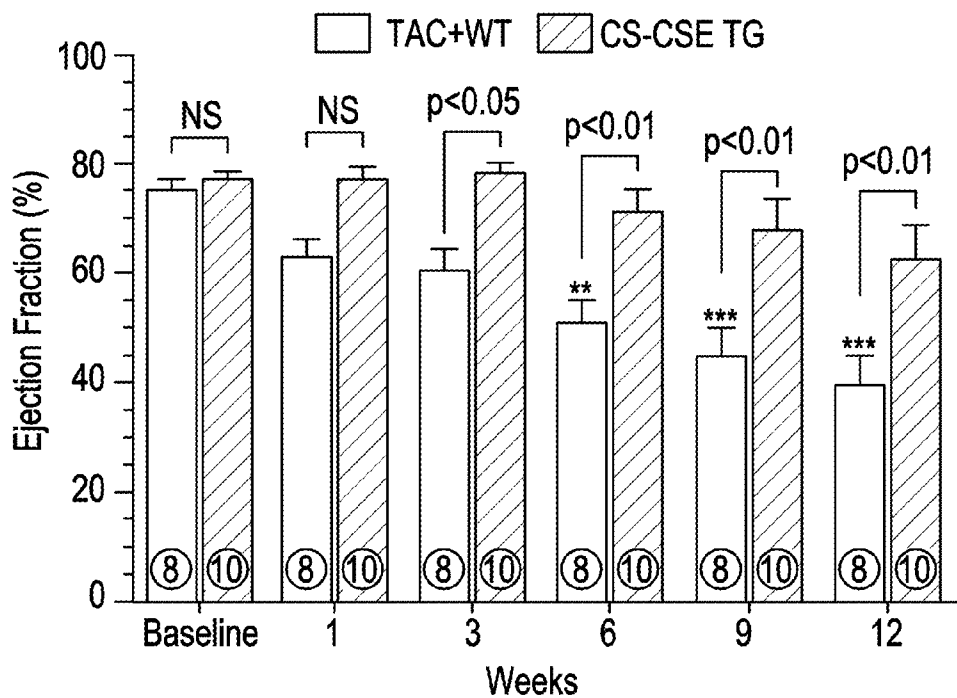 TAC+WT CS-CSE TG
Ejection Fraction (%)
100
80
60
40
20
0
NS NS p<0.05 p<0.01 p<0.01 p<0.01
** *** ***
8 10 8 10 8 10 8 10 8 10 8 10
Baseline 1 3 6 9 12
Weeks